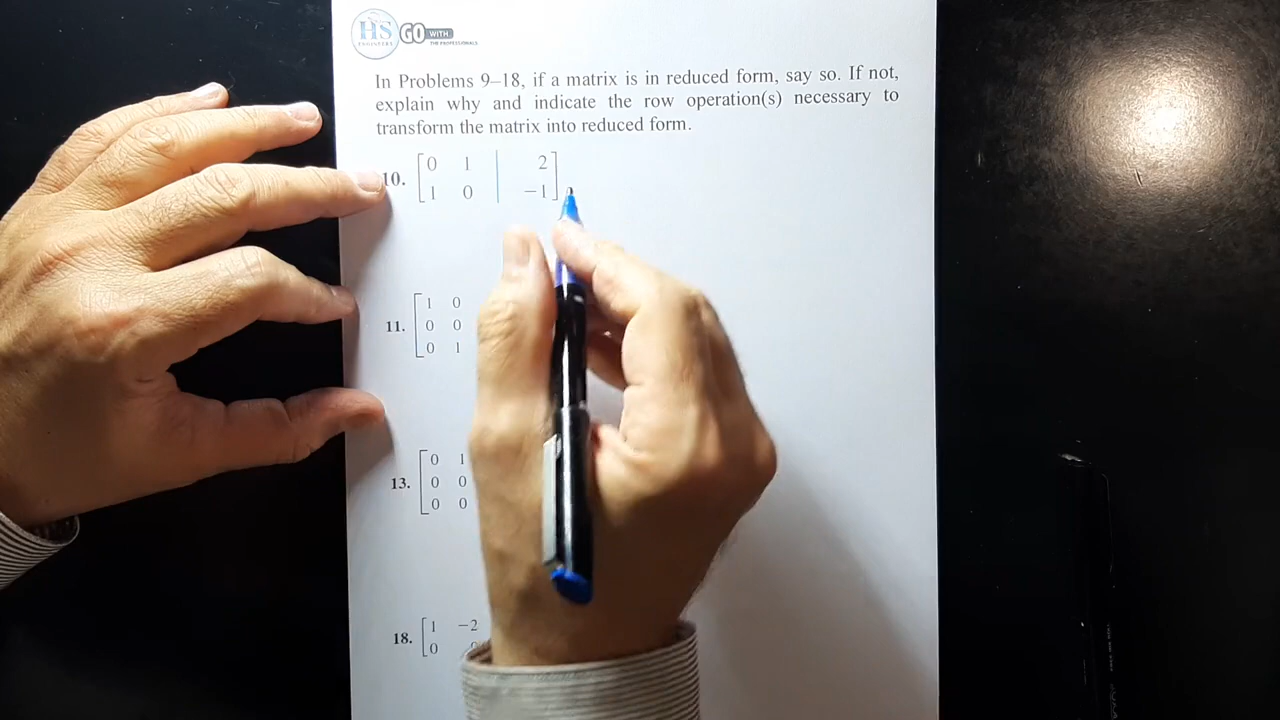 HS GO WITH
ENGINEERS THE PROFESSIONALS
In Problems 9–18, if a matrix is in reduced form, say so. If not,
explain why and indicate the row operation(s) necessary to
transform the matrix into reduced form.
10. [0 1 | 2]
[1 0 | −1]
11. [1 0
0 0
[0 1
13. [0 1
0 0
[0 0
18. [1 −2
[0